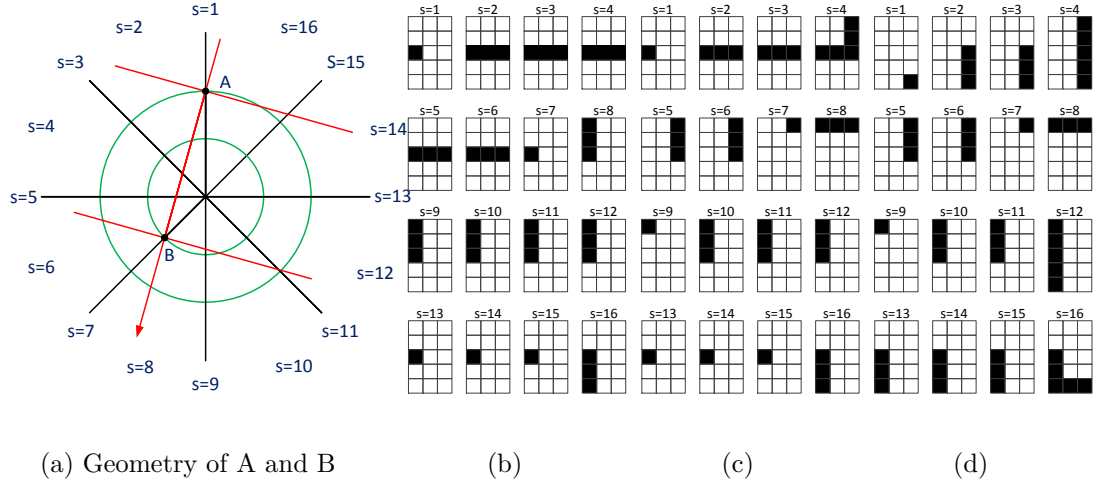 s=1
s=2
s=16
s=3
s=15
A
s=4
s=14
s=5
s=13
B
s=6
s=12
s=7
s=11
s=8
s=10
s=9
s=1 s=2 s=3 s=4 s=1 s=2 s=3 s=4 s=1 s=2 s=3 s=4
s=5 s=6 s=7 s=8 s=5 s=6 s=7 s=8 s=5 s=6 s=7 s=8
s=9 s=10 s=11 s=12 s=9 s=10 s=11 s=12 s=9 s=10 s=11 s=12
s=13 s=14 s=15 s=16 s=13 s=14 s=15 s=16 s=13 s=14 s=15 s=16
(a) Geometry of A and B (b) (c) (d)